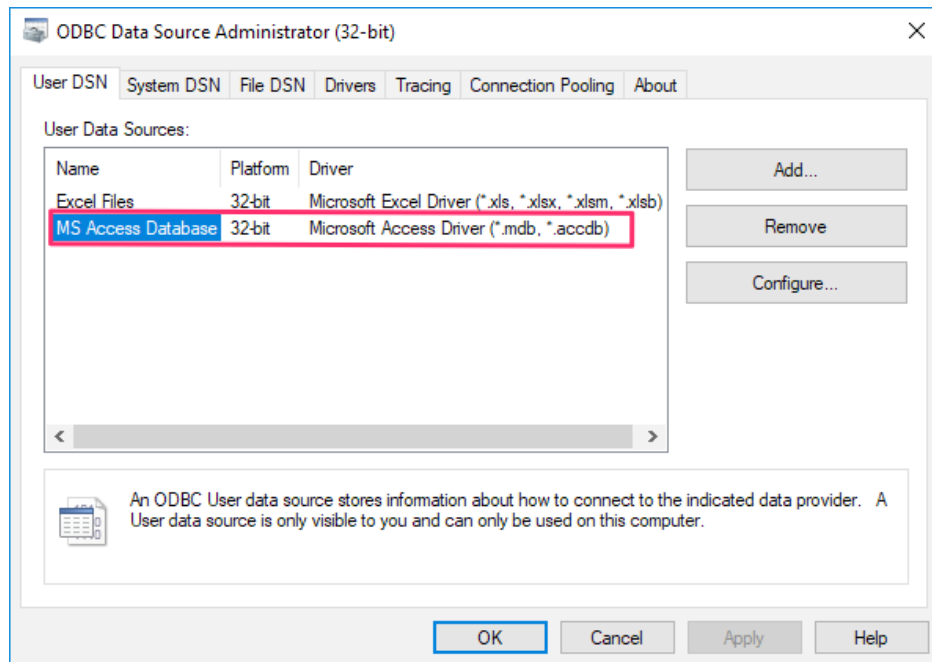 ODBC Data Source Administrator (32-bit)
User DSN System DSN File DSN Drivers Tracing Connection Pooling About
User Data Sources:
Name Platform Driver
Excel Files 32-bit Microsoft Excel Driver (*.xls, *.xlsx, *.xlsm, *.xlsb)
MS Access Database 32-bit Microsoft Access Driver (*.mdb, *.accdb)
Add...
Remove
Configure...
An ODBC User data source stores information about how to connect to the indicated data provider. A
User data source is only visible to you and can only be used on this computer.
OK Cancel Apply Help